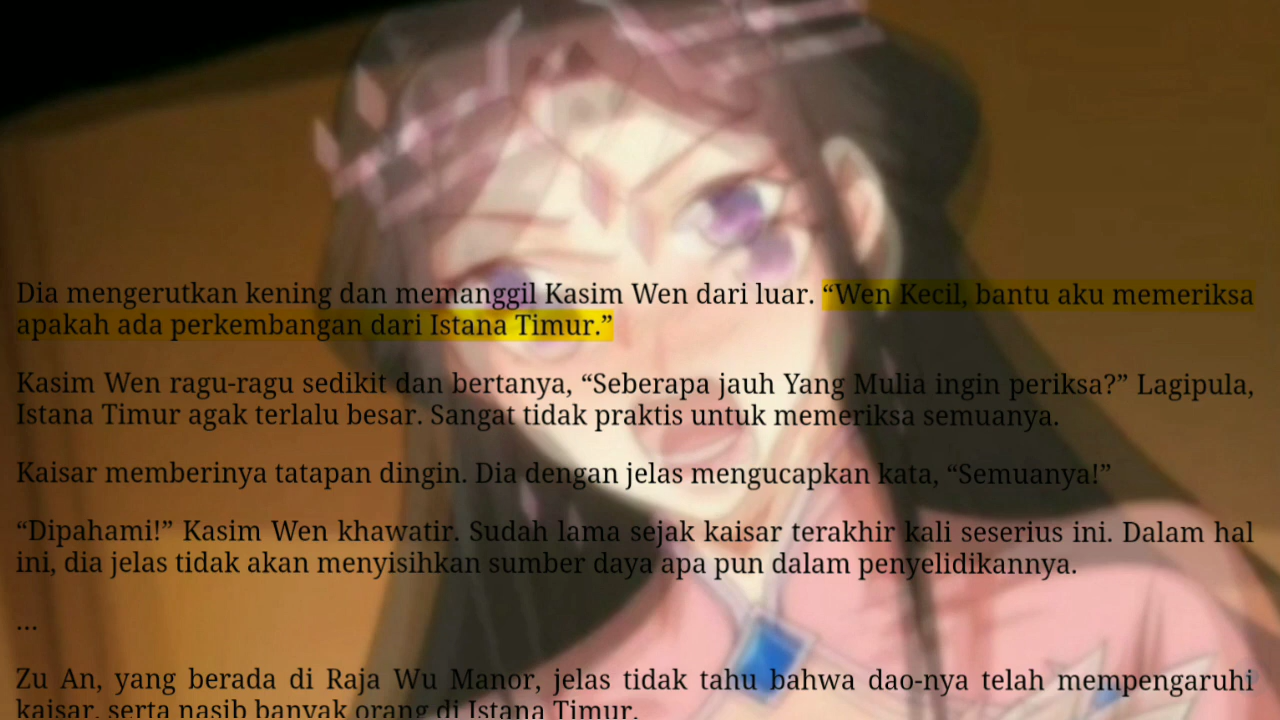 Dia mengerutkan kening dan memanggil Kasim Wen dari luar. “Wen Kecil, bantu aku memeriksa
apakah ada perkembangan dari Istana Timur.”
Kasim Wen ragu-ragu sedikit dan bertanya, “Seberapa jauh Yang Mulia ingin periksa?” Lagipula,
Istana Timur agak terlalu besar. Sangat tidak praktis untuk memeriksa semuanya.
Kaisar memberinya tatapan dingin. Dia dengan jelas mengucapkan kata, “Semuanya!”
“Dipahami!” Kasim Wen khawatir. Sudah lama sejak kaisar terakhir kali seserius ini. Dalam hal
ini, dia jelas tidak akan menyisihkan sumber daya apa pun dalam penyelidikannya.
...
Zu An, yang berada di Raja Wu Manor, jelas tidak tahu bahwa dao-nya telah mempengaruhi
kaisar, serta nasib banyak orang di Istana Timur.